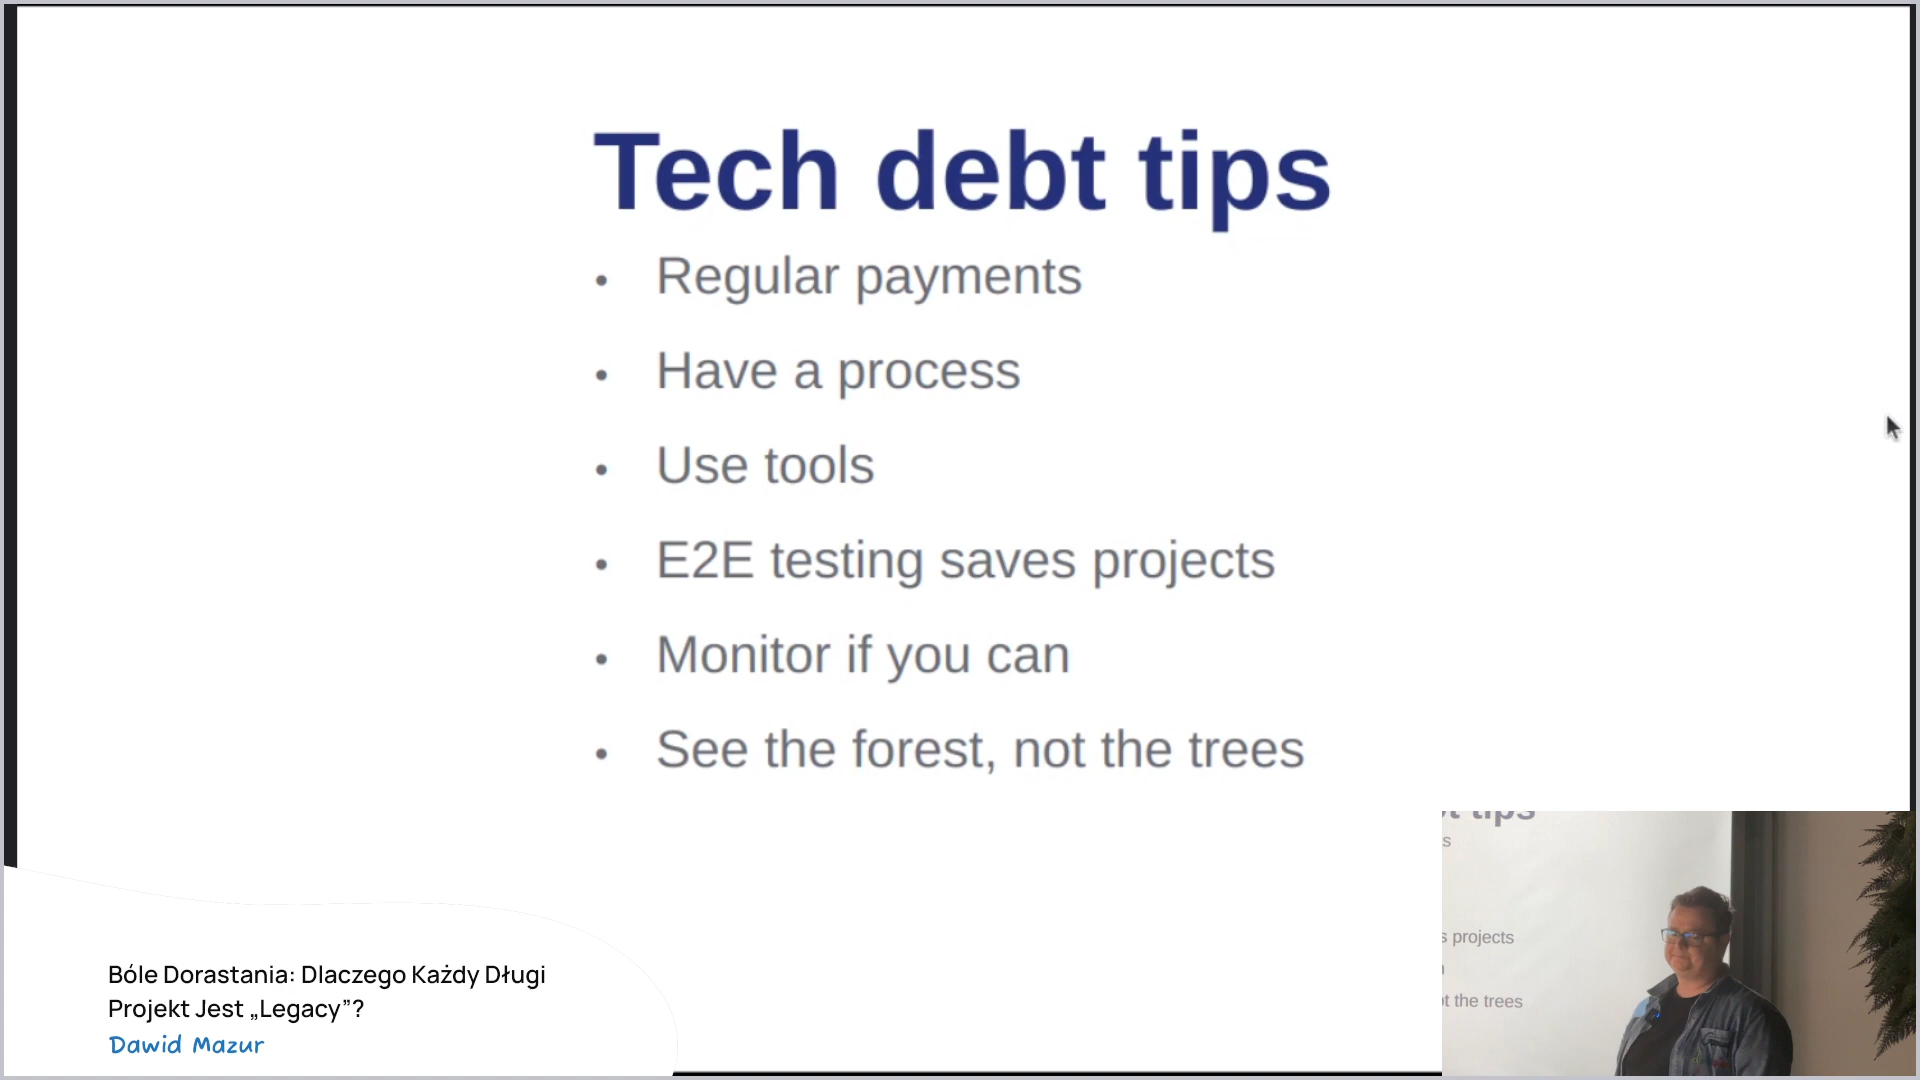 Tech debt tips
• Regular payments
• Have a process
• Use tools
• E2E testing saves projects
• Monitor if you can
• See the forest, not the trees
t tips
s
s projects
t the trees
Bóle Dorastania: Dlaczego Każdy Długi
Projekt Jest „Legacy”?
Dawid Mazur